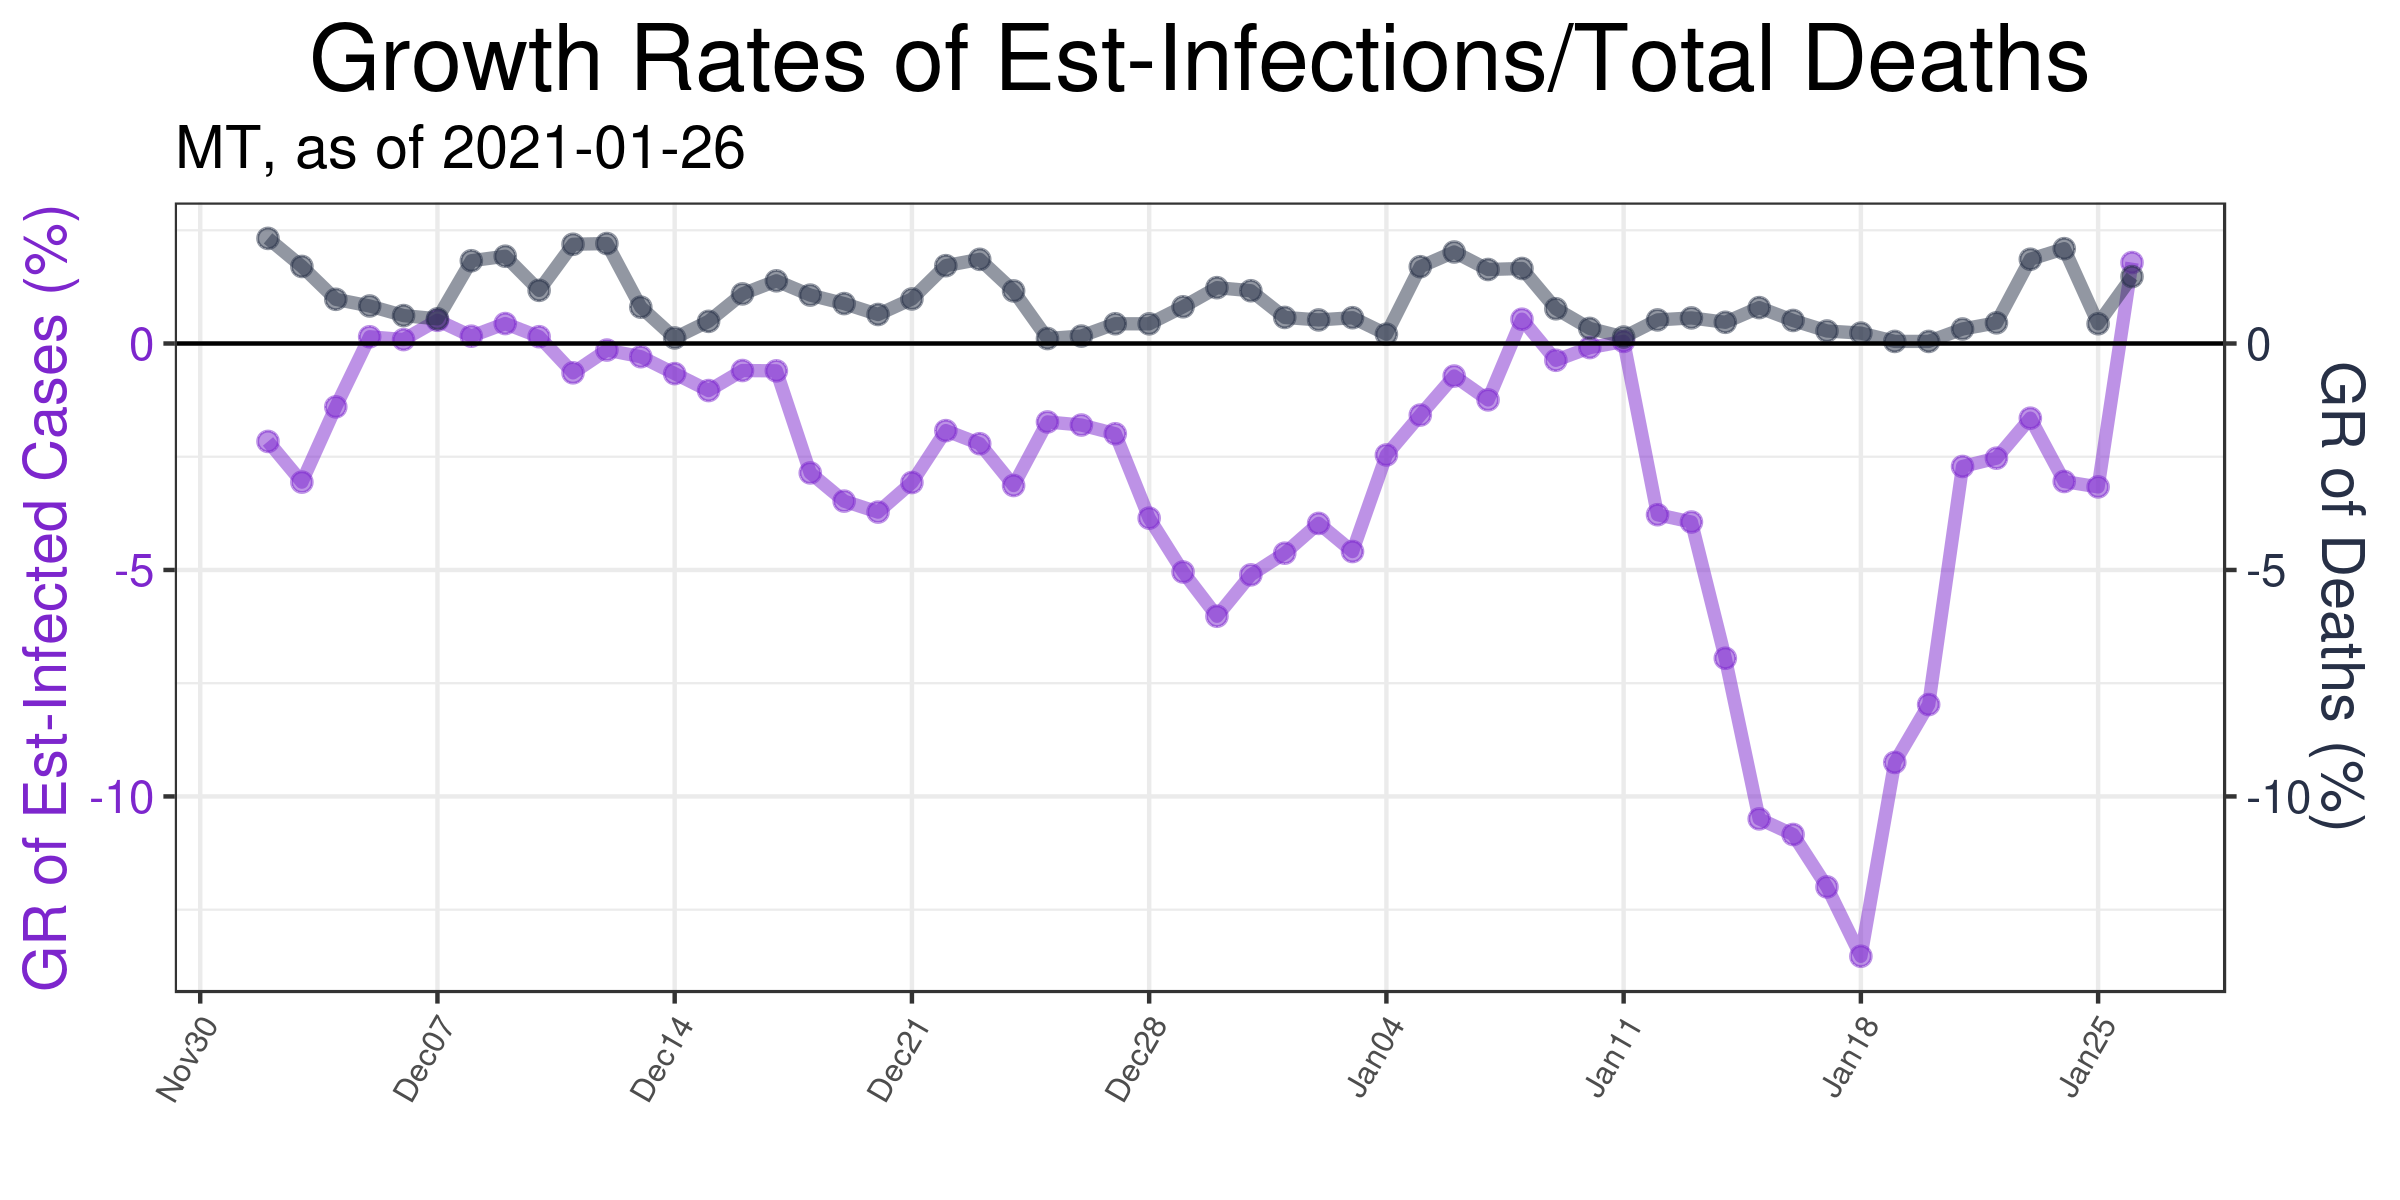 Growth Rates of Est-Infections/Total Deaths
MT, as of 2021-01-26
GR of Est-Infected Cases (%)
0
-5
-10
0
-5
-10
GR of Deaths (%)
Nov30
Dec07
Dec14
Dec21
Dec28
Jan04
Jan11
Jan18
Jan25